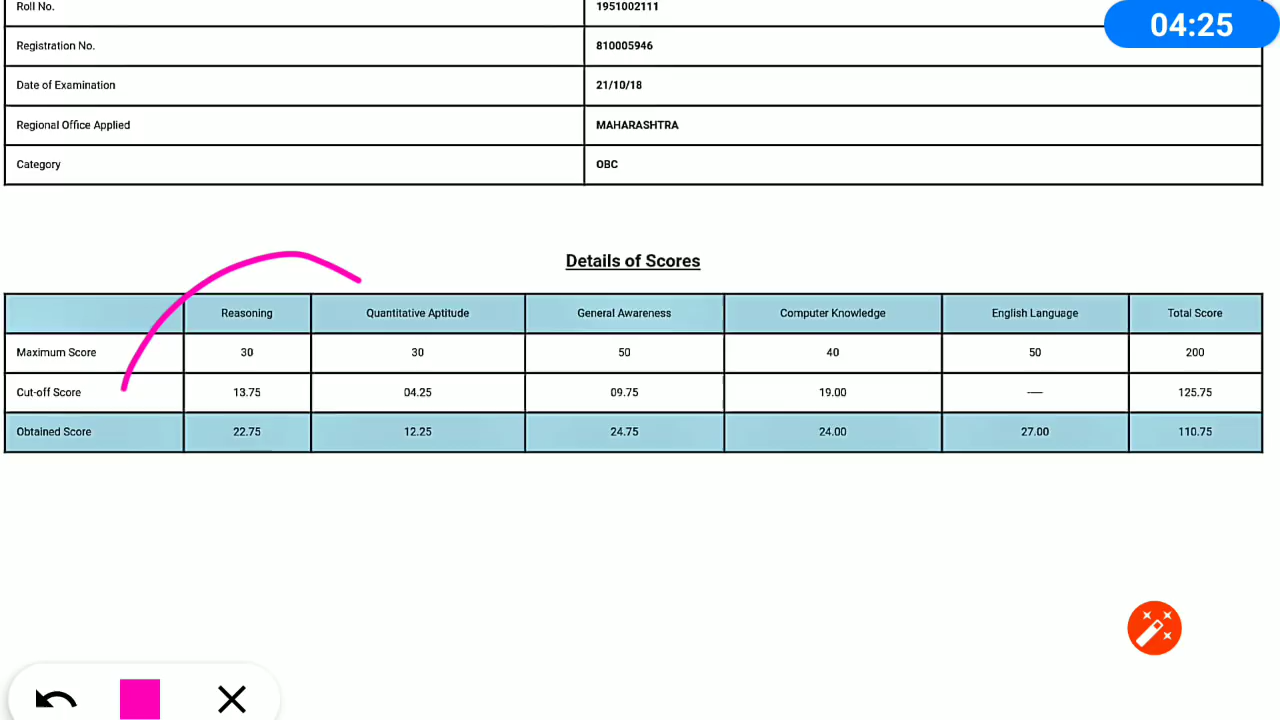 Roll No. 1951002111
04:25
Registration No. 810005946
Date of Examination 21/10/18
Regional Office Applied MAHARASHTRA
Category OBC
Details of Scores
Reasoning Quantitative Aptitude General Awareness Computer Knowledge English Language Total Score
Maximum Score 30 30 50 40 50 200
Cut-off Score 13.75 04.25 09.75 19.00 — 125.75
Obtained Score 22.75 12.25 24.75 24.00 27.00 110.75